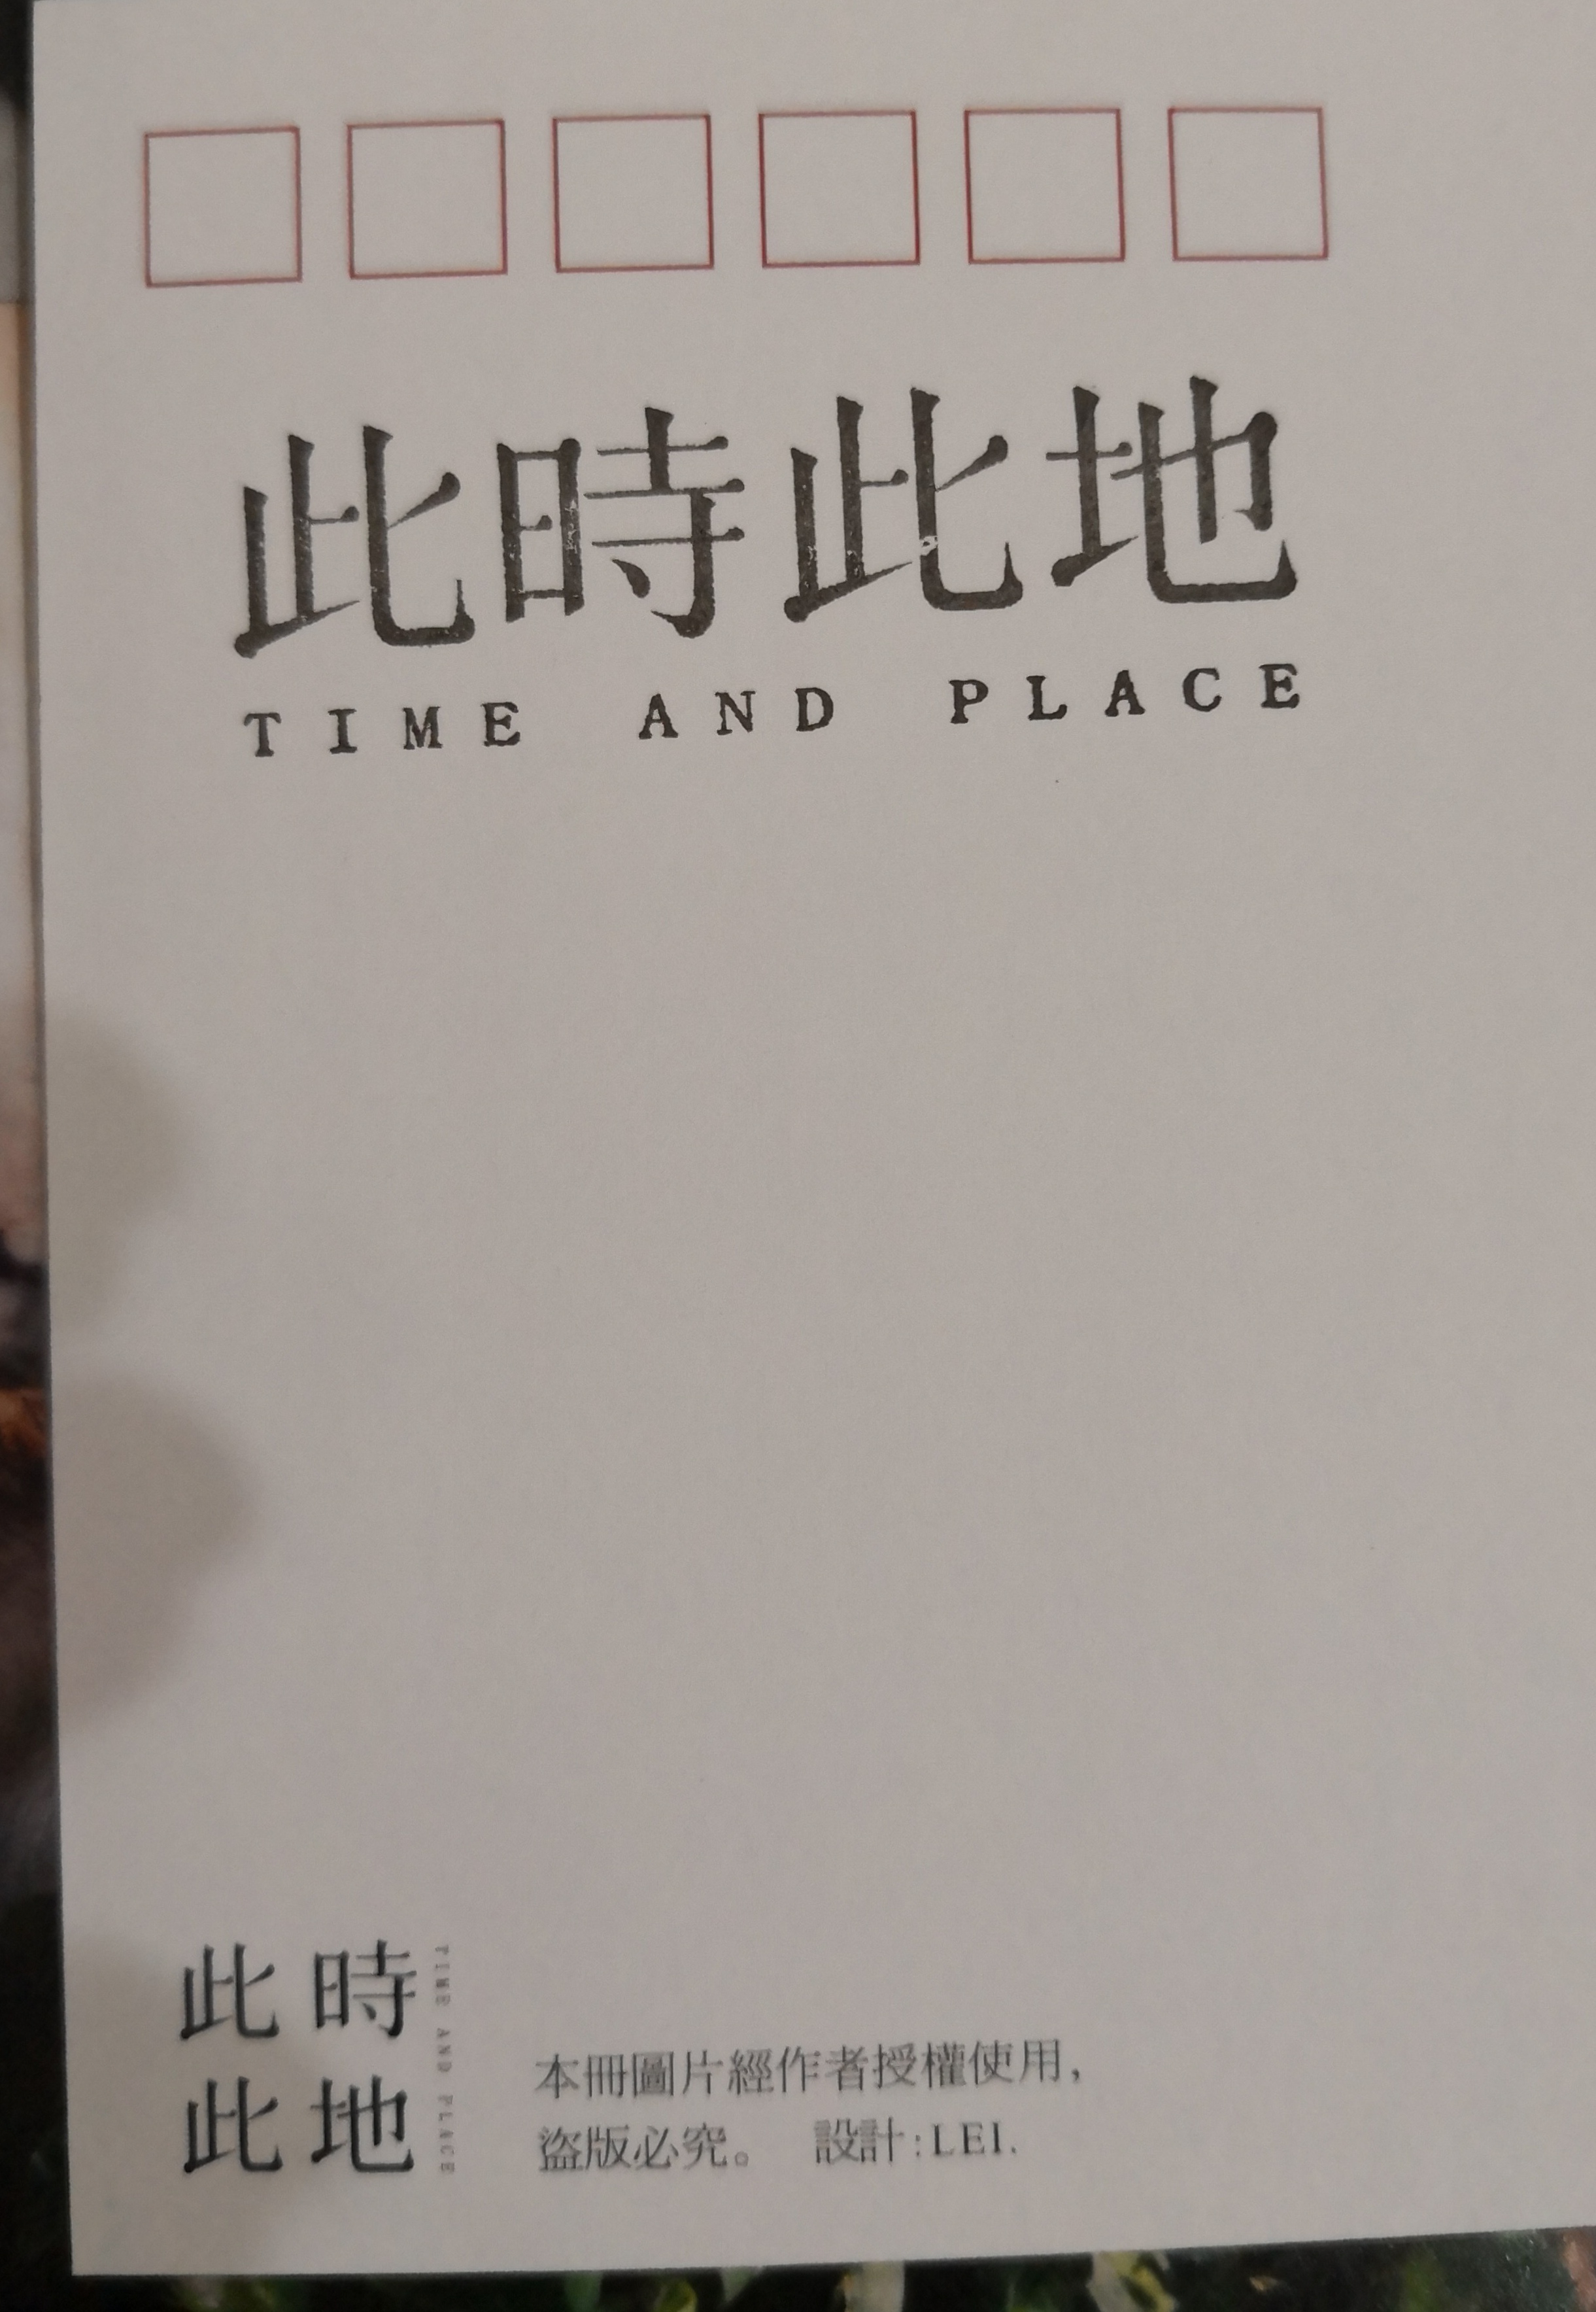 此時此地
TIME AND PLACE
此時
此地
TIME AND PLACE
本冊圖片經作者授權使用，
盜版必究。 設計:LEI.